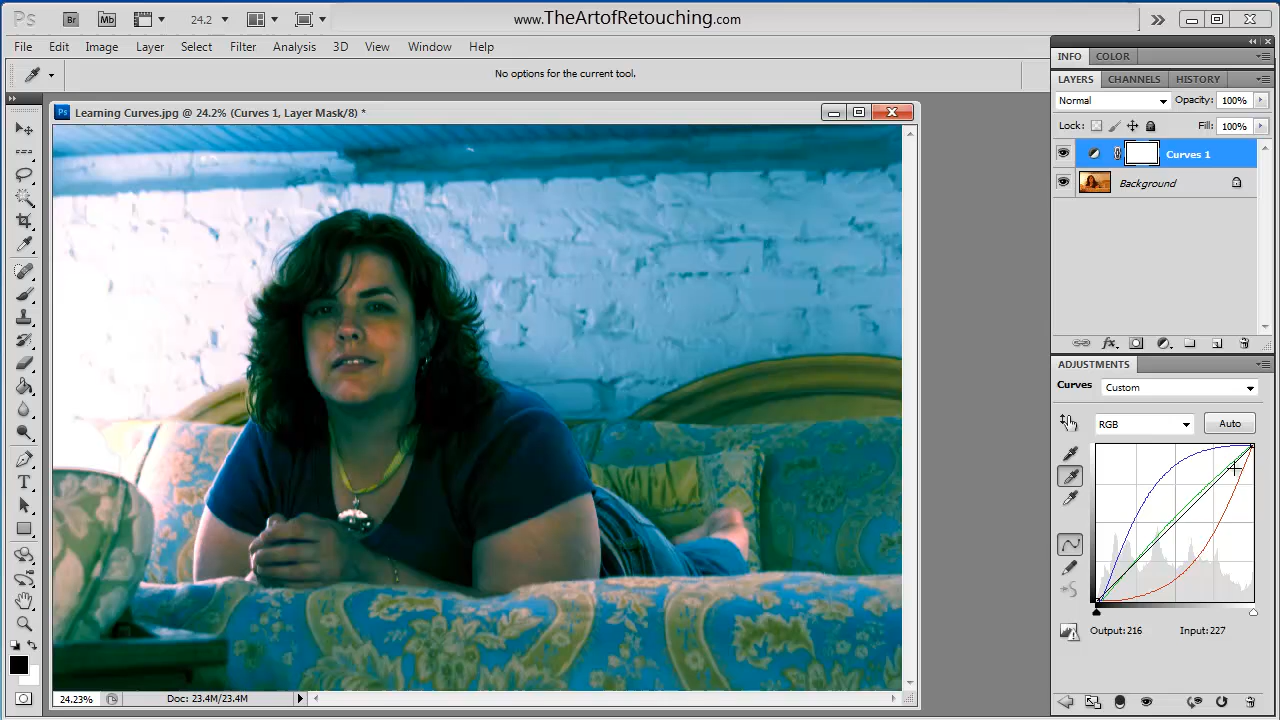 Ps Br Mb 24.2 www.TheArtofRetouching.com
File Edit Image Layer Select Filter Analysis 3D View Window Help
No options for the current tool.
INFO COLOR
LAYERS CHANNELS HISTORY
Normal Opacity: 100%
Lock: Fill: 100%
Curves 1
Background
Ps Learning Curves.jpg @ 24.2% (Curves 1, Layer Mask/8) *
ADJUSTMENTS
Curves Custom
RGB Auto
Output: 216 Input: 227
T
24.23% Doc: 23.4M/23.4M